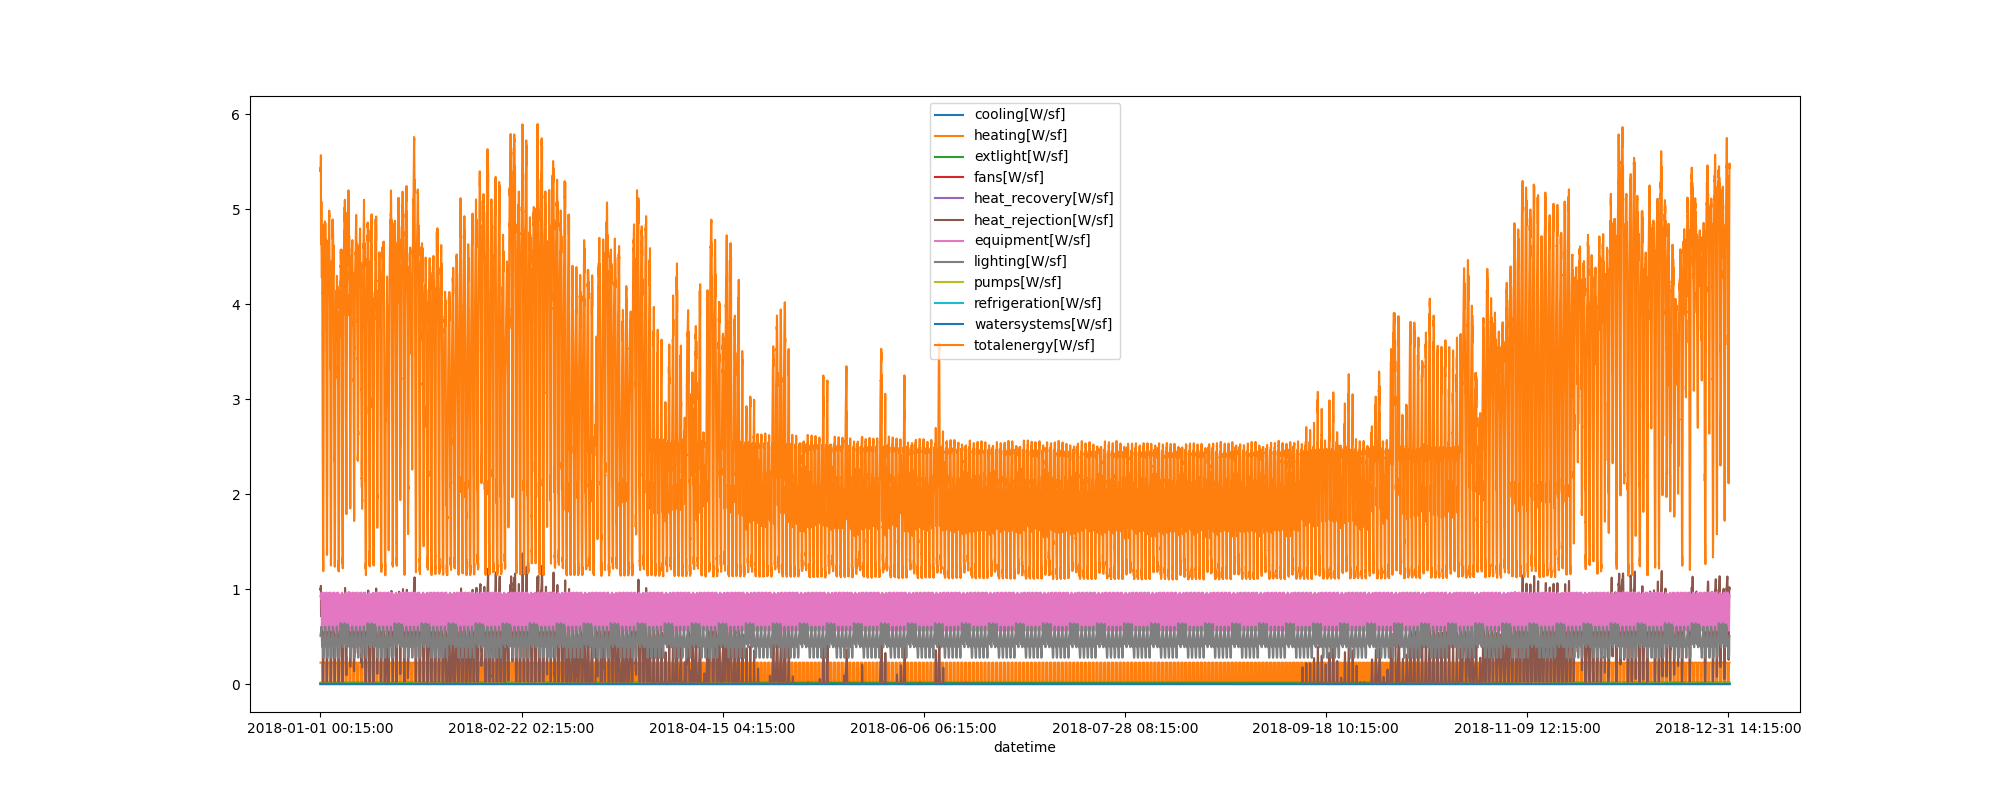 6
5
4
3
2
1
0
cooling[W/sf]
heating[W/sf]
extlight[W/sf]
fans[W/sf]
heat_recovery[W/sf]
heat_rejection[W/sf]
equipment[W/sf]
lighting[W/sf]
pumps[W/sf]
refrigeration[W/sf]
watersystems[W/sf]
totalenergy[W/sf]
2018-01-01 00:15:00 2018-02-22 02:15:00 2018-04-15 04:15:00 2018-06-06 06:15:00 2018-07-28 08:15:00 2018-09-18 10:15:00 2018-11-09 12:15:00 2018-12-31 14:15:00
datetime